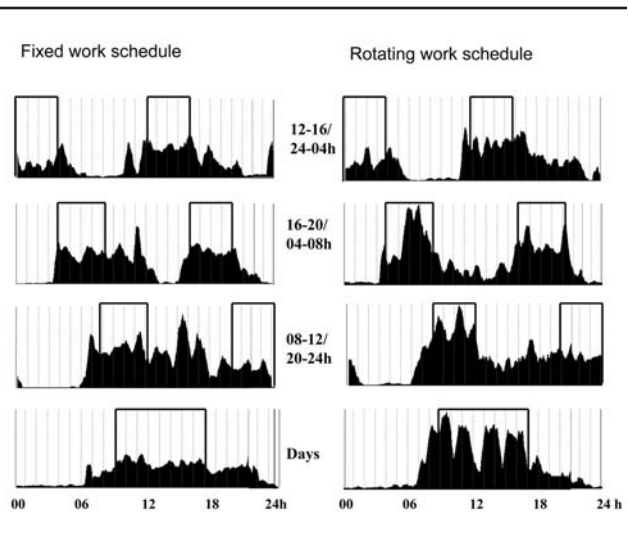 Fixed work schedule
Rotating work schedule
12-16/
24-04h
16-20/
04-08h
08-12/
20-24h
Days
00 06 12 18 24h
00 06 12 18 24 h